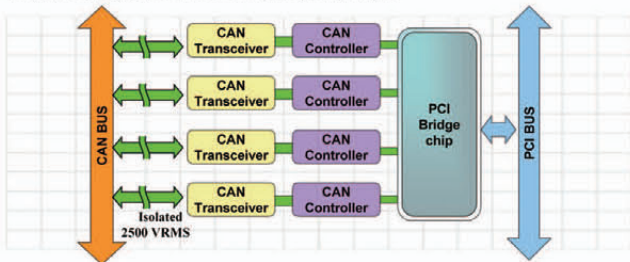 CAN BUS
CAN
Transceiver
CAN
Controller
CAN
Transceiver
CAN
Controller
CAN
Transceiver
CAN
Controller
CAN
Transceiver
CAN
Controller
Isolated
2500 VRMS
PCI
Bridge
chip
PCI BUS